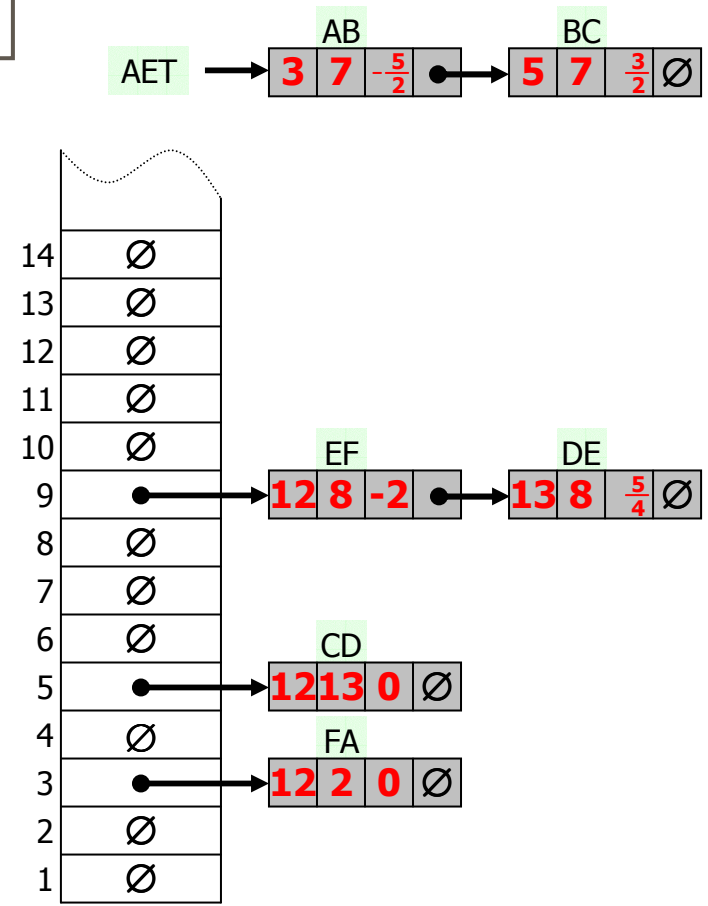 AB BC
AET 3 7 -5/2 5 7 3/2 ∅
14 ∅
13 ∅
12 ∅
11 ∅
10 ∅
EF DE
9 12 8 -2 13 8 5/4 ∅
8 ∅
7 ∅
6 ∅
CD
5 12 13 0 ∅
4 ∅
FA
3 12 2 0 ∅
2 ∅
1 ∅